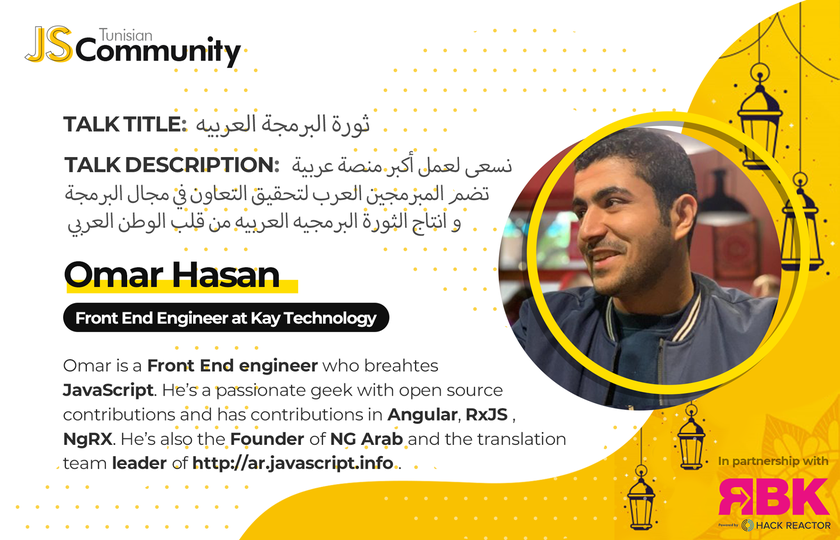 JS Tunisian Community
TALK TITLE: ثورة البرمجة العربيه
TALK DESCRIPTION: نسعى لعمل أكبر منصة عربية
تضم المبرمجين العرب لتحقيق التعاون في مجال البرمجة
و انتاج الثورة البرمجيه العربيه من قلب الوطن العربي
Omar Hasan
Front End Engineer at Kay Technology
Omar is a Front End engineer who breahtes
JavaScript. He's a passionate geek with open source
contributions and has contributions in Angular, RxJS ,
NgRX. He's also the Founder of NG Arab and the translation
team leader of http://ar.javascript.info .
In partnership with
RBK
Powered by HACK REACTOR